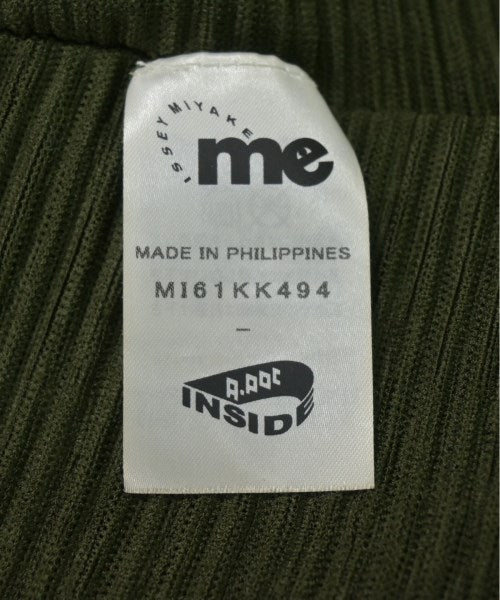 ISSEY MIYAKE
me
MADE IN PHILIPPINES
MI61KK494
-
A.POC
INSIDE